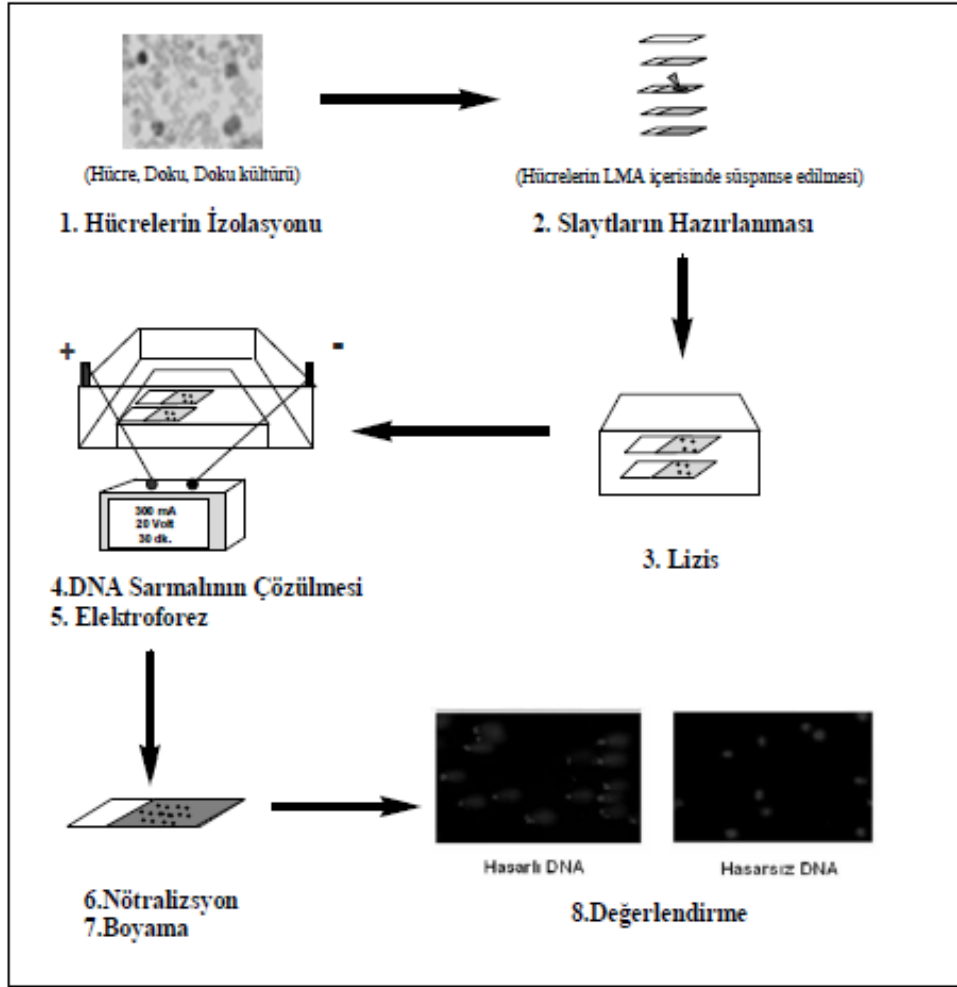 (Hücre, Doku, Doku kültürü)
1. Hücrelerin İzolasyonu
(Hücrelerin LMA içerisinde süspanse edilmesi)
2. Slaytların Hazırlanması
3. Lizis
+
-
300 mA
20 Volt
30 dk.
4.DNA Sarmalının Çözülmesi
5. Elektroforez
6.Nötralizsyon
7.Boyama
Hasarlı DNA
Hasarsız DNA
8.Değerlendirme